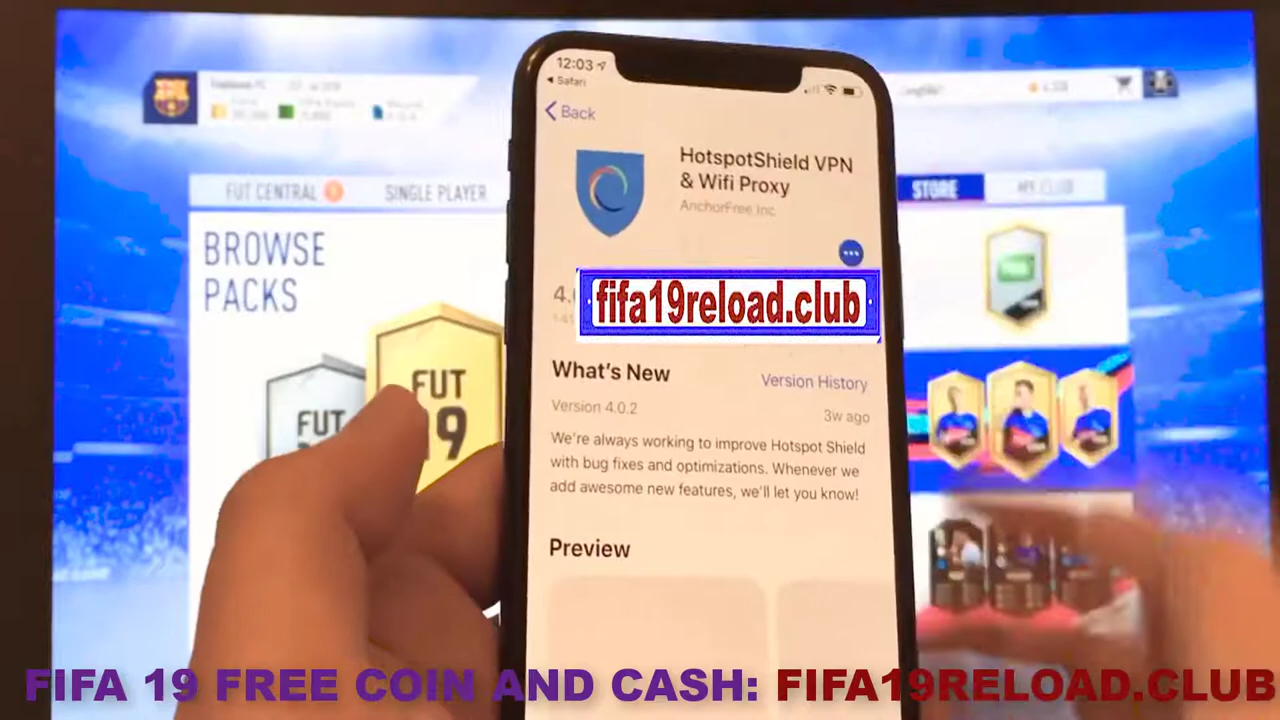 12:03
Safari
Back
HotspotShield VPN
& Wifi Proxy
AnchorFree Inc.
FUT CENTRAL
SINGLE PLAYER
STORE
MY CLUB
BROWSE
PACKS
fifa19reload.club
FUT
FUT
19
What's New
Version History
Version 4.0.2
3w ago
We're always working to improve Hotspot Shield
with bug fixes and optimizations. Whenever we
add awesome new features, we'll let you know!
Preview
FIFA 19 FREE COIN AND CASH: FIFA19RELOAD.CLUB